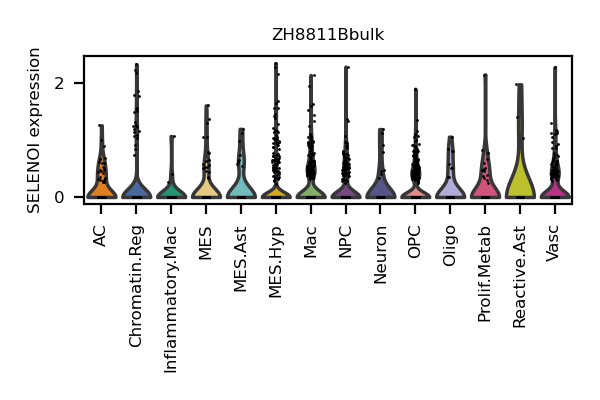 ZH8811Bbulk
SELENOI expression
2
0
AC
Chromatin.Reg
Inflammatory.Mac
MES
MES.Ast
MES.Hyp
Mac
NPC
Neuron
OPC
Oligo
Prolif.Metab
Reactive.Ast
Vasc